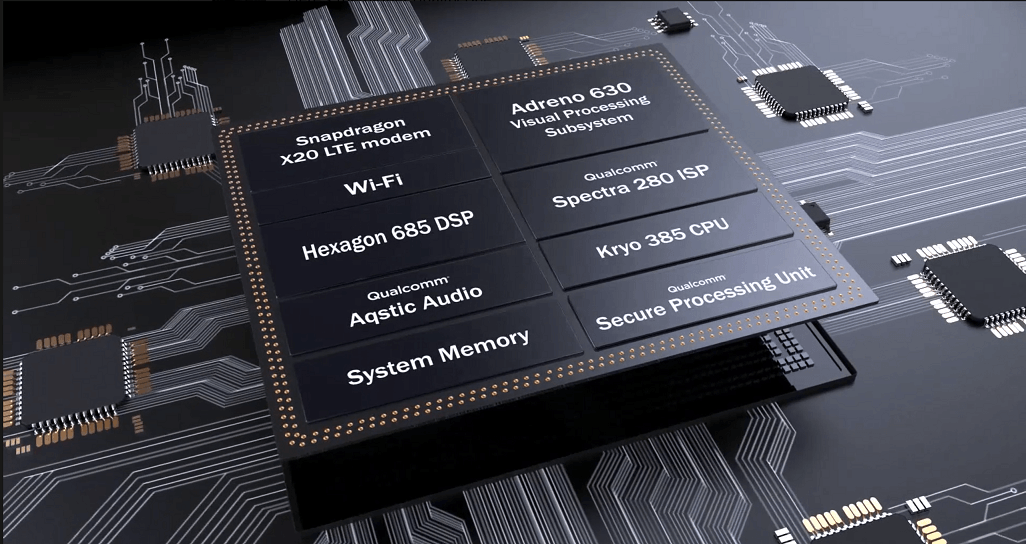 Snapdragon
X20 LTE modem
Wi-Fi
Hexagon 685 DSP
Qualcomm
Aqstic Audio
System Memory
Adreno 630
Visual Processing
Subsystem
Qualcomm
Spectra 280 ISP
Kryo 385 CPU
Qualcomm
Secure Processing Unit